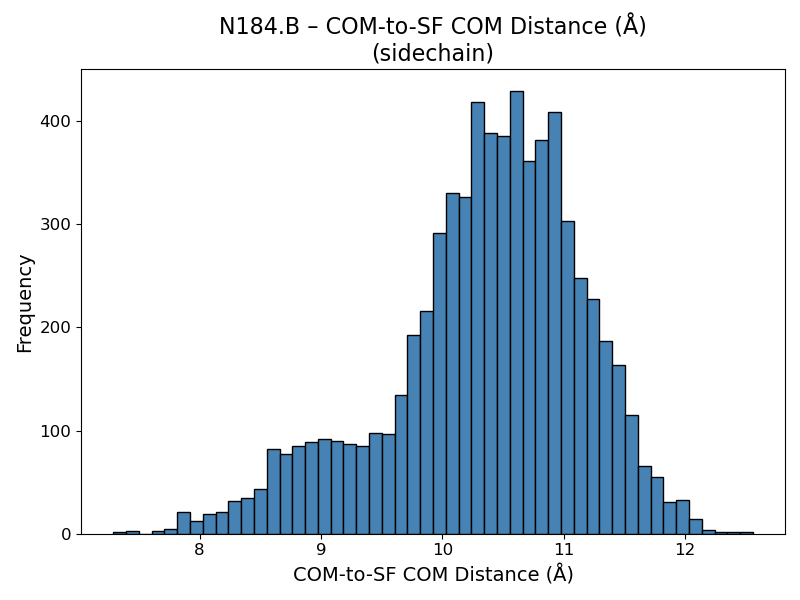 N184.B – COM-to-SF COM Distance (Å)
(sidechain)
Frequency
400
300
200
100
0
8 9 10 11 12
COM-to-SF COM Distance (Å)